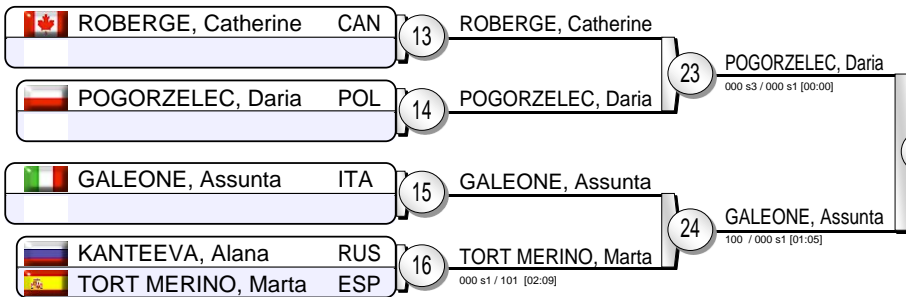 ROBERGE, Catherine CAN
13
ROBERGE, Catherine
POGORZELEC, Daria POL
14
POGORZELEC, Daria
23
POGORZELEC, Daria
000 s3 / 000 s1 [00:00]
GALEONE, Assunta ITA
15
GALEONE, Assunta
KANTEEVA, Alana RUS
TORT MERINO, Marta ESP
16
TORT MERINO, Marta
000 s1 / 101 [02:09]
24
GALEONE, Assunta
100 / 000 s1 [01:05]